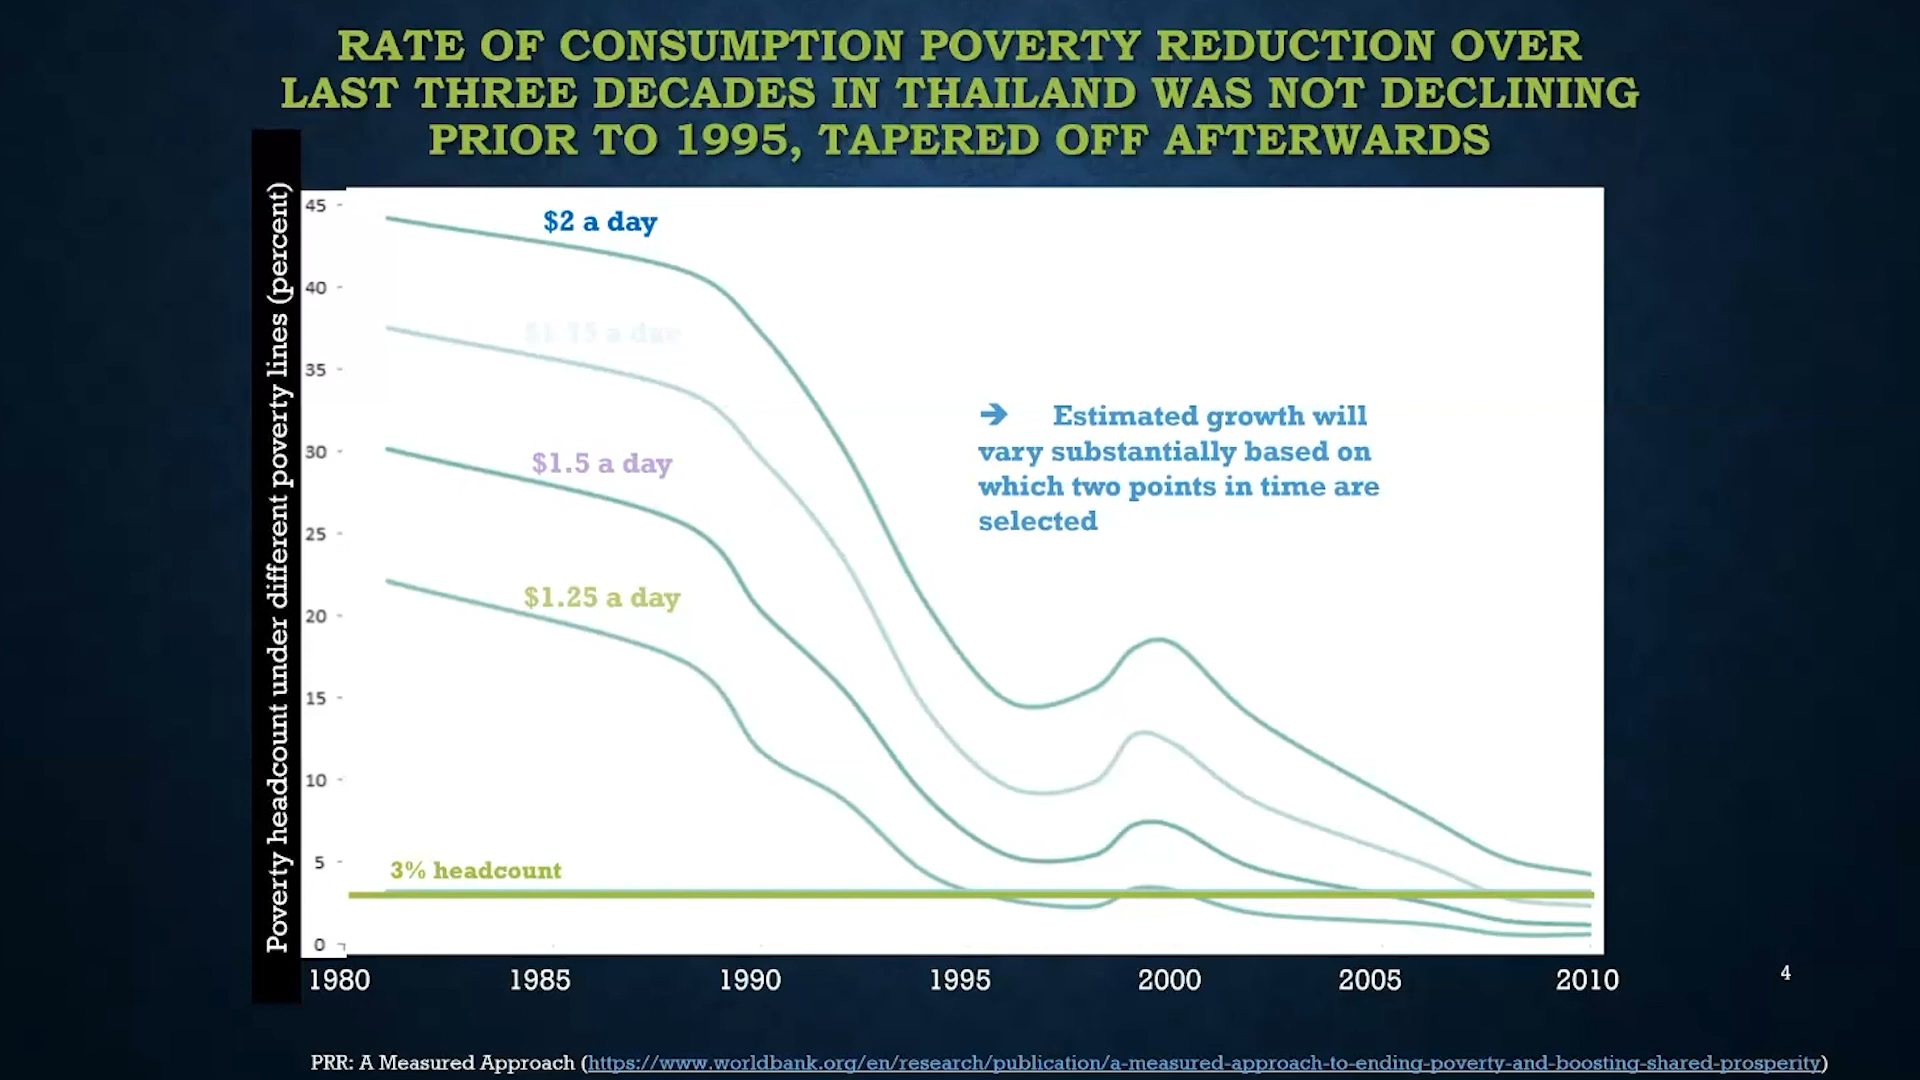 RATE OF CONSUMPTION POVERTY REDUCTION OVER
LAST THREE DECADES IN THAILAND WAS NOT DECLINING
PRIOR TO 1995, TAPERED OFF AFTERWARDS
Poverty headcount under different poverty lines (percent)
45
40
35
30
25
20
15
10
5
0
$2 a day
$1.75 a day
$1.5 a day
$1.25 a day
3% headcount
➔ Estimated growth will
vary substantially based on
which two points in time are
selected
1980 1985 1990 1995 2000 2005 2010
4
PRR: A Measured Approach (https://www.worldbank.org/en/research/publication/a-measured-approach-to-ending-poverty-and-boosting-shared-prosperity)